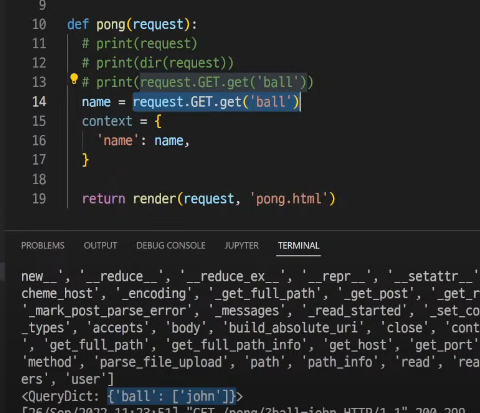 9
10 def pong(request):
11 # print(request)
12 # print(dir(request))
13 # print(request.GET.get('ball'))
14 name = request.GET.get('ball')
15 context = {
16 'name': name,
17 }
18
19 return render(request, 'pong.html')
PROBLEMS OUTPUT DEBUG CONSOLE JUPYTER TERMINAL
new__', '__reduce__', '__reduce_ex__', '__repr__', '__setattr__'
cheme_host', '_encoding', '_get_full_path', '_get_post', '_get_r
'_mark_post_parse_error', '_messages', '_read_started', '_set_co
_types', 'accepts', 'body', 'build_absolute_uri', 'close', 'cont
', 'get_full_path', 'get_full_path_info', 'get_host', 'get_port'
'method', 'parse_file_upload', 'path', 'path_info', 'read', 'rea
ers', 'user']
<QueryDict: {'ball': ['john']}>
[26/Sep/2022 11:23:51] "GET /pong/?ball=john HTTP/1.1" 200 299